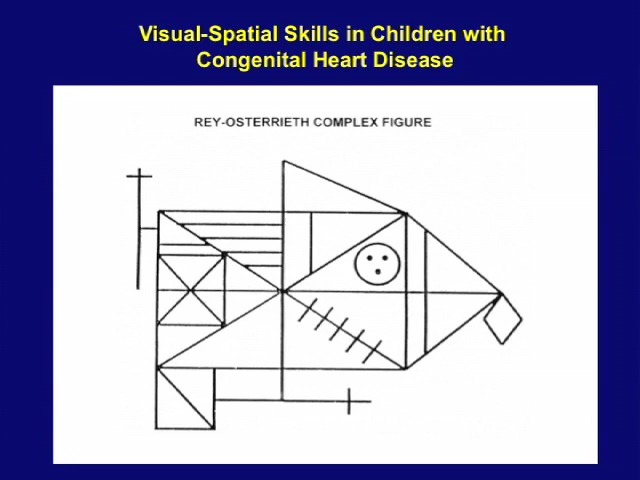 Visual-Spatial Skills in Children with
Congenital Heart Disease
REY-OSTERRIETH COMPLEX FIGURE